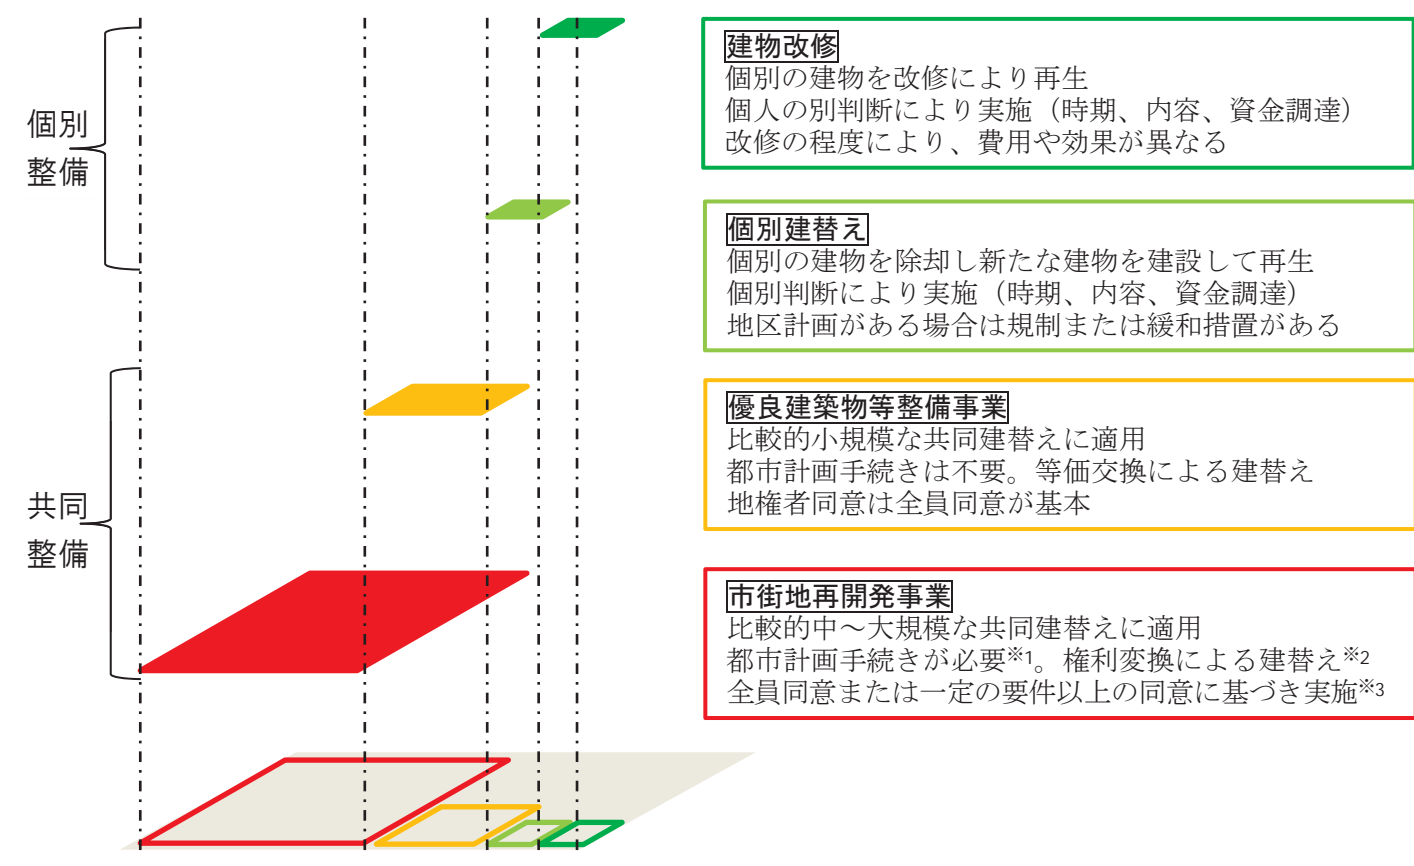 個別
整備
建物改修
個別の建物を改修により再生
個人の別判断により実施（時期、内容、資金調達）
改修の程度により、費用や効果が異なる
個別建替え
個別の建物を除却し新たな建物を建設して再生
個別判断により実施（時期、内容、資金調達）
地区計画がある場合は規制または緩和措置がある
共同
整備
優良建築物等整備事業
比較的小規模な共同建替えに適用
都市計画手続きは不要。等価交換による建替え
地権者同意は全員同意が基本
市街地再開発事業
比較的中～大規模な共同建替えに適用
都市計画手続きが必要※1。権利変換による建替え※2
全員同意または一定の要件以上の同意に基づき実施※3